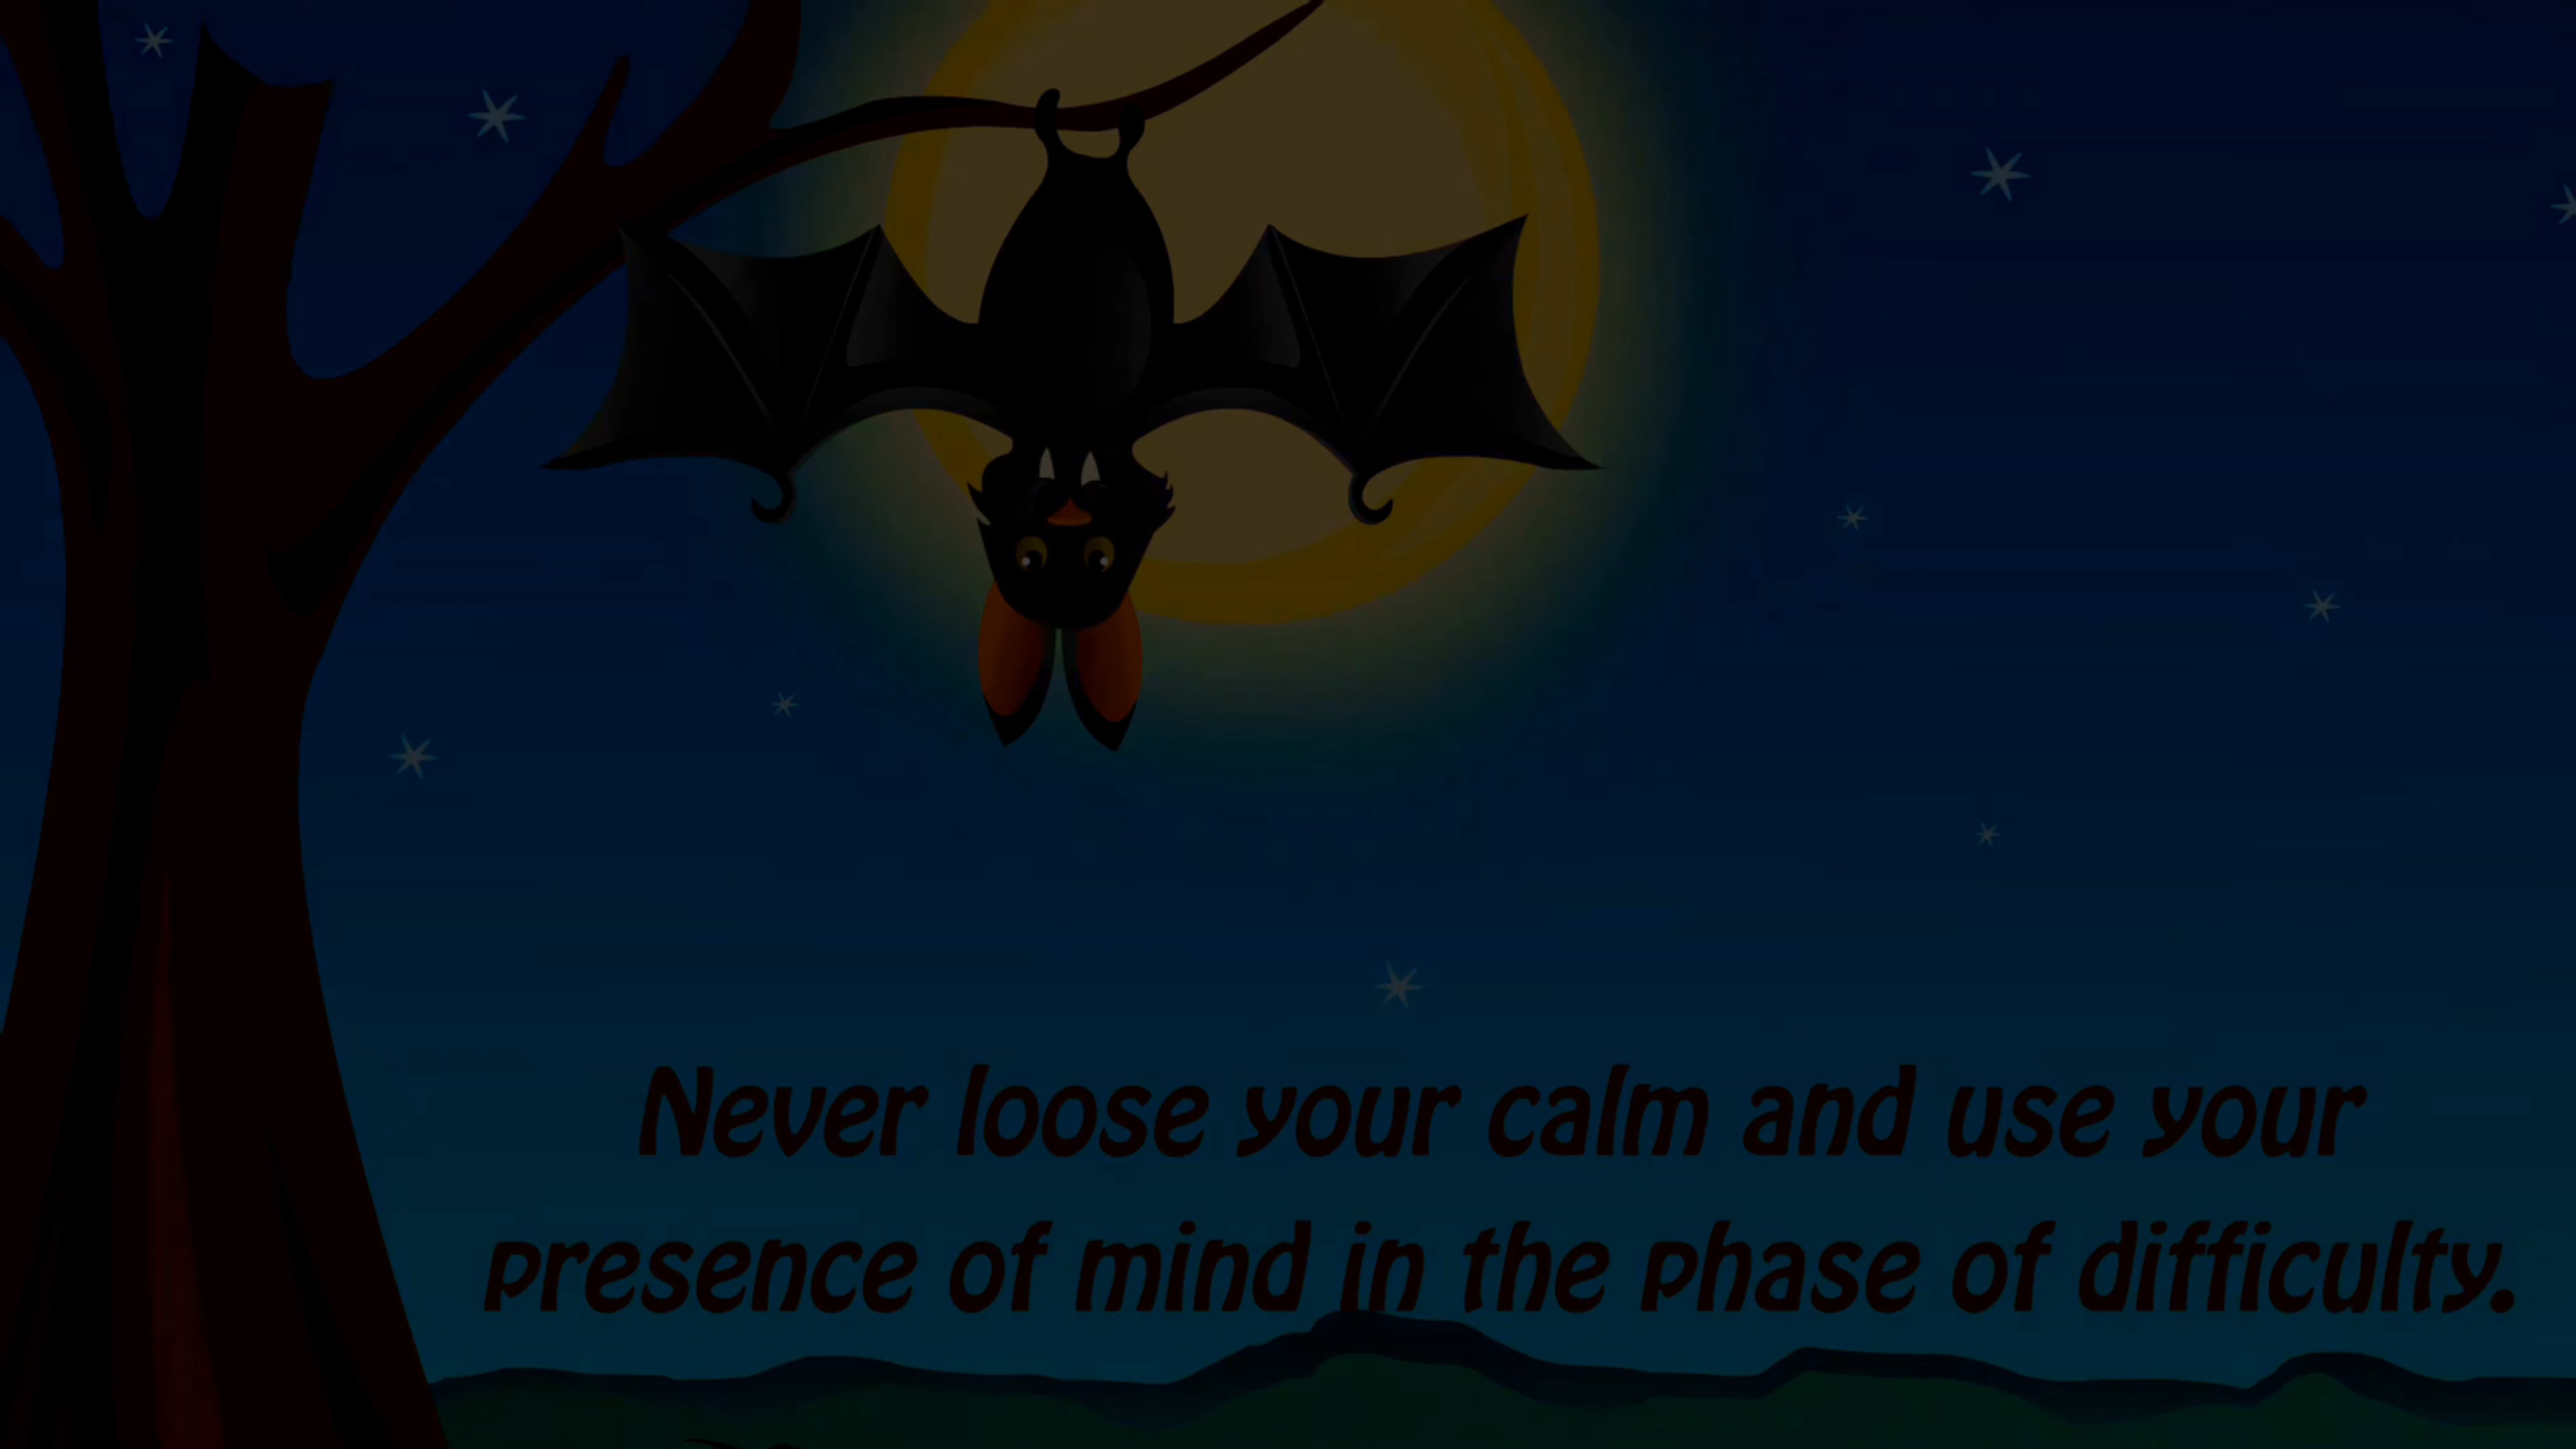 Never loose your calm and use your
presence of mind in the phase of difficulty.